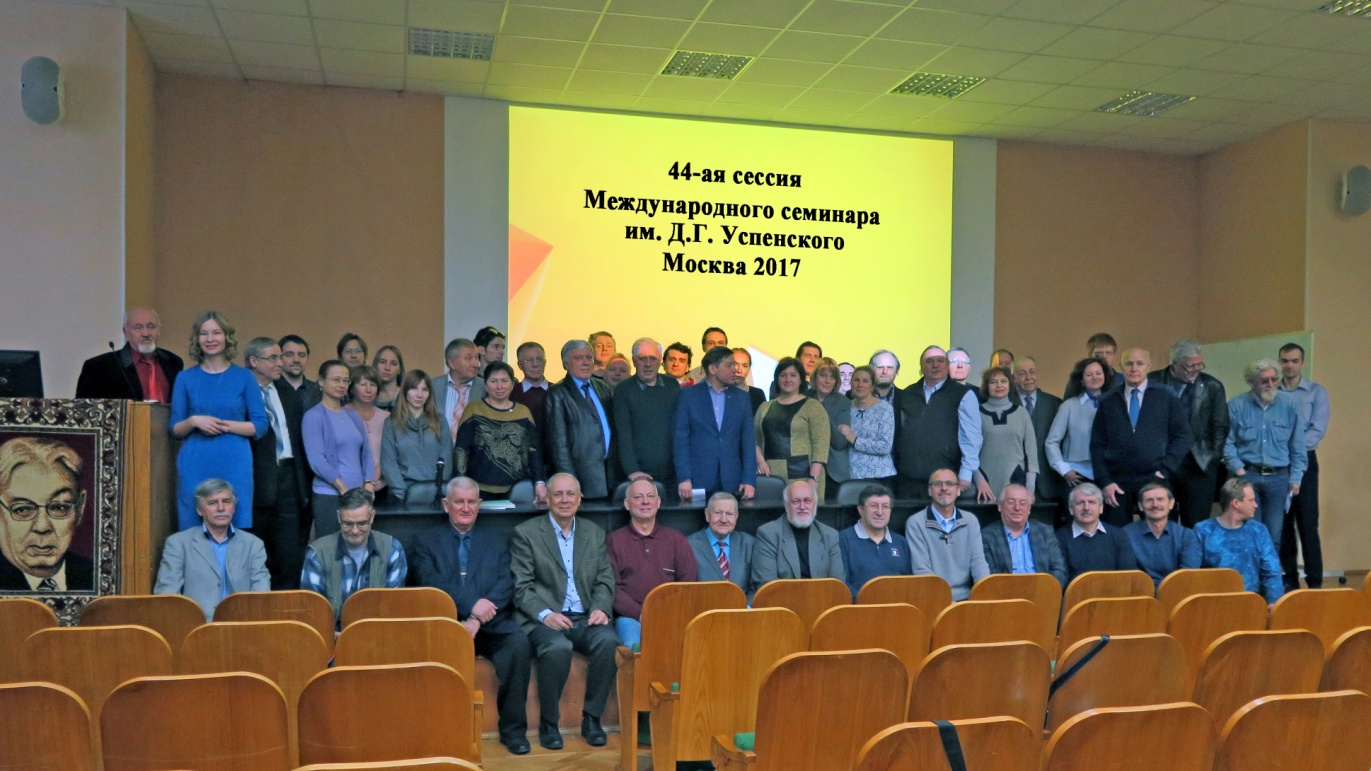 44-ая сессия
Международного семинара
им. Д.Г. Успенского
Москва 2017